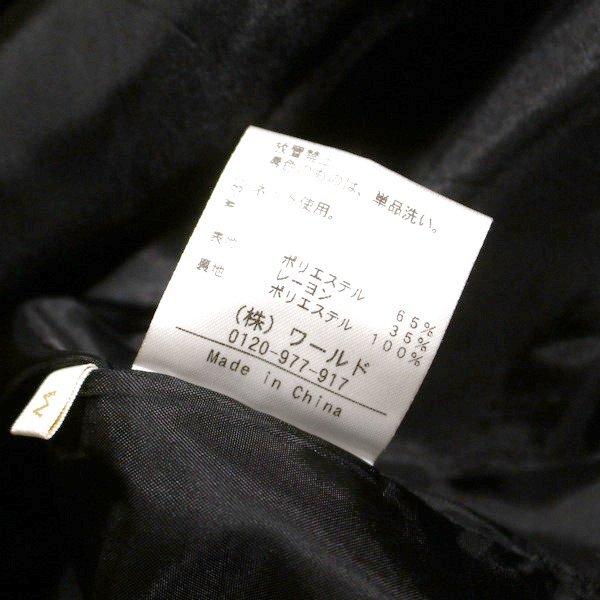 単品洗い。
ネット使用。
表地 ポリエステル 65%
レーヨン 35%
裏地 ポリエステル 100%
(株) ワールド
0120-977-917
Made in China
M